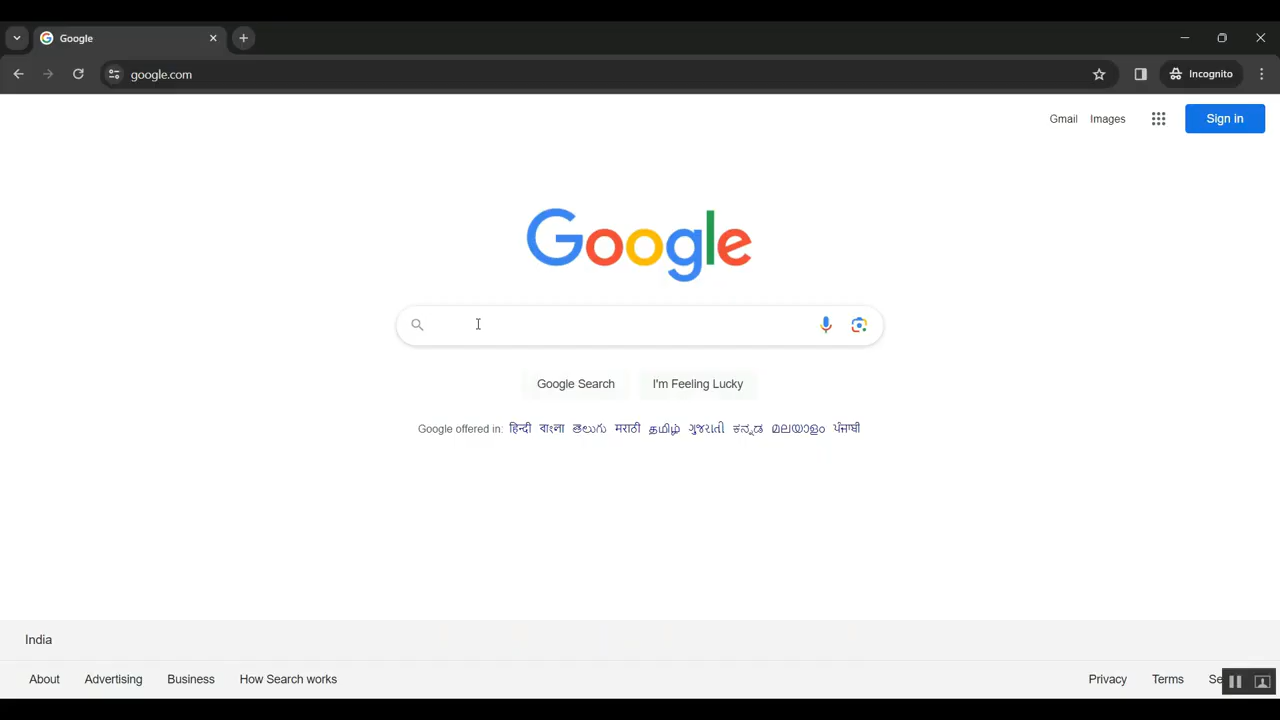 Google
google.com
Incognito
Gmail Images Sign in
Google
Google Search I'm Feeling Lucky
Google offered in: हिन्दी বাংলা తెలుగు मराठी தமிழ் ગુજરાતી ಕನ್ನಡ മലയാളം ਪੰਜਾਬੀ
India
About Advertising Business How Search works Privacy Terms Se